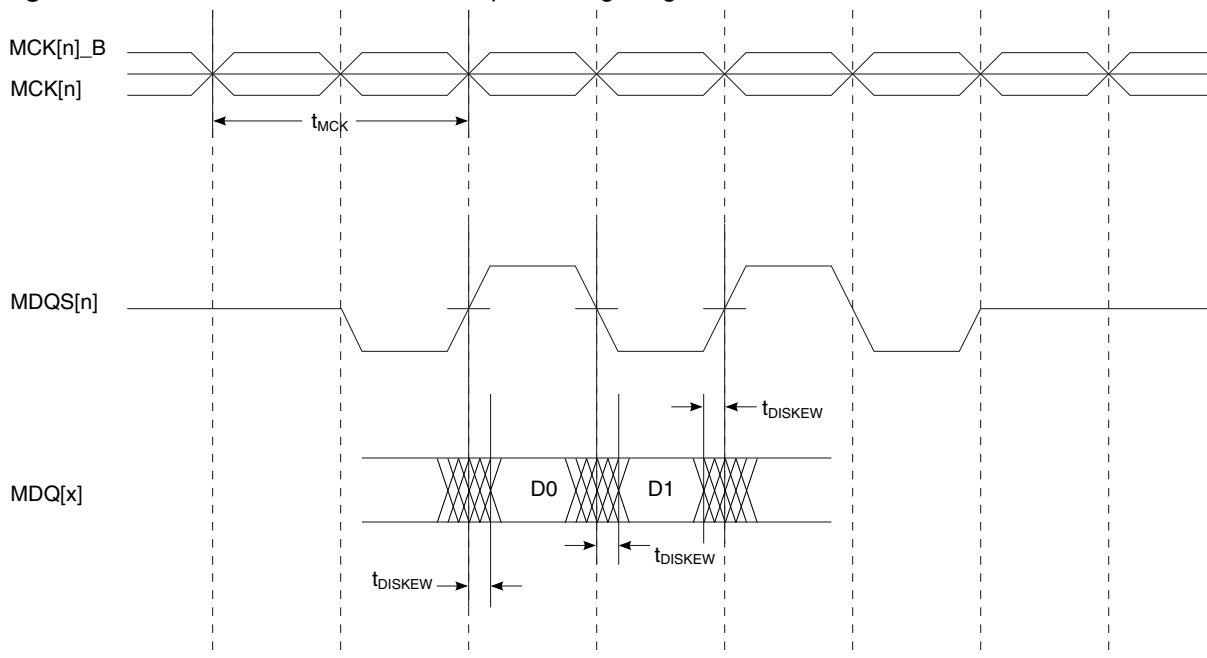 MCK[n]_B
MCK[n]
tMCK
MDQS[n]
tDISKEW
MDQ[x]
D0
D1
tDISKEW
tDISKEW